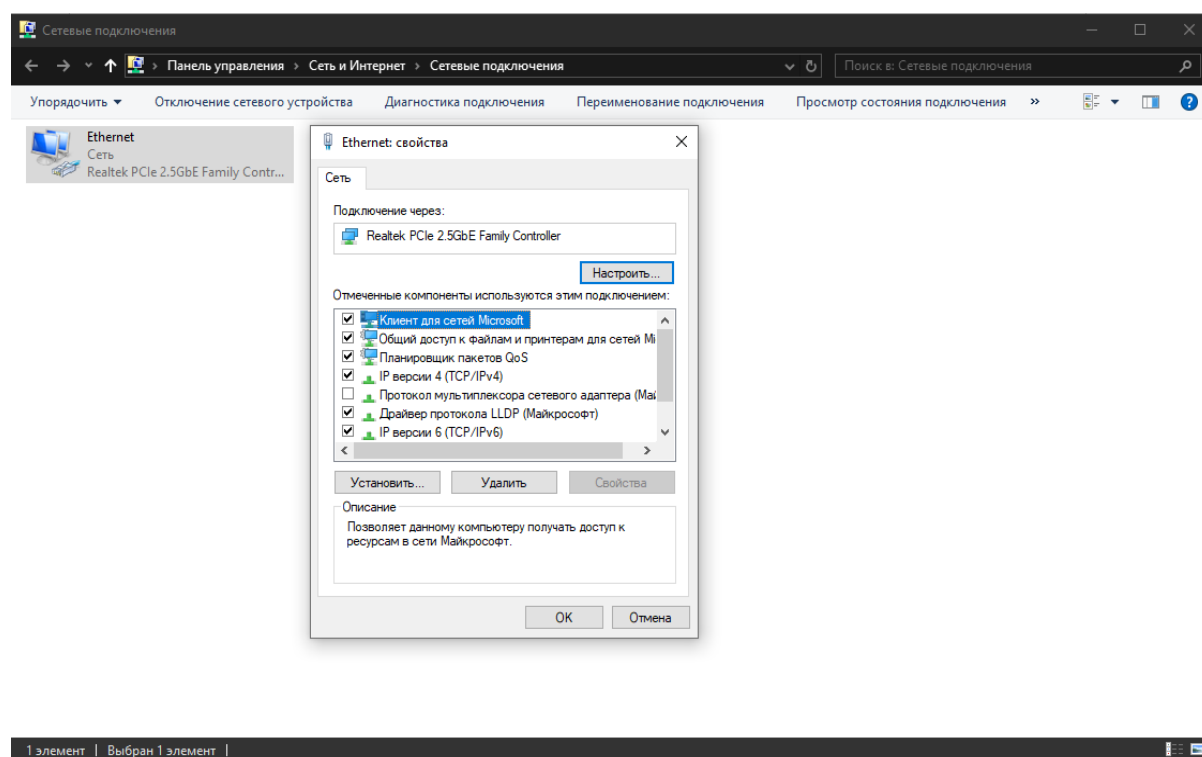 Сетевые подключения
Панель управления › Сеть и Интернет › Сетевые подключения
Поиск в: Сетевые подключения
Упорядочить Отключение сетевого устройства Диагностика подключения Переименование подключения Просмотр состояния подключения »
Ethernet
Сеть
Realtek PCIe 2.5GbE Family Contr...
Ethernet: свойства
Сеть
Подключение через:
Realtek PCIe 2.5GbE Family Controller
Настроить...
Отмеченные компоненты используются этим подключением:
Клиент для сетей Microsoft
Общий доступ к файлам и принтерам для сетей Mi
Планировщик пакетов QoS
IP версии 4 (TCP/IPv4)
Протокол мультиплексора сетевого адаптера (Май
Драйвер протокола LLDP (Майкрософт)
IP версии 6 (TCP/IPv6)
Установить... Удалить Свойства
Описание
Позволяет данному компьютеру получать доступ к
ресурсам в сети Майкрософт.
OK Отмена
1 элемент | Выбран 1 элемент |